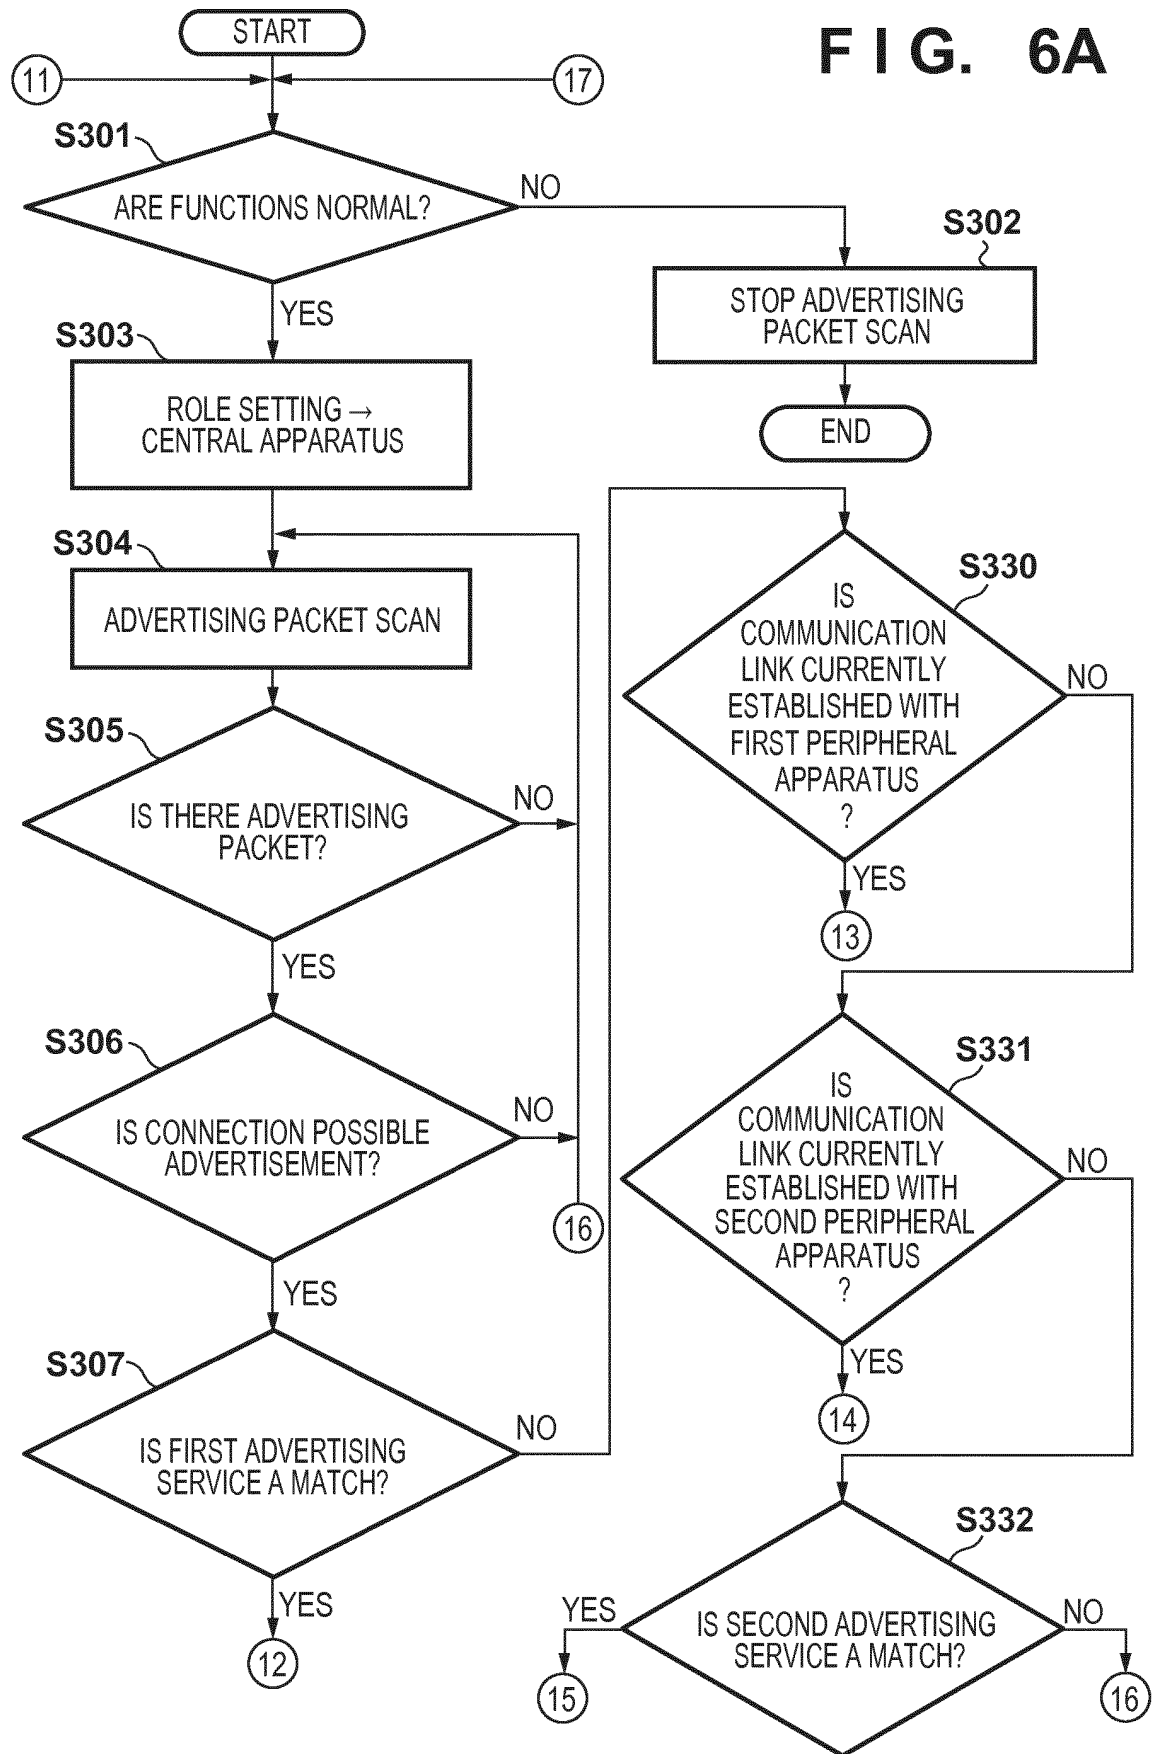 FIG. 6A
START
11
17
S301
ARE FUNCTIONS NORMAL?
NO
YES
S302
STOP ADVERTISING
PACKET SCAN
END
S303
ROLE SETTING →
CENTRAL APPARATUS
S304
ADVERTISING PACKET SCAN
S305
IS THERE ADVERTISING
PACKET?
NO
YES
S306
IS CONNECTION POSSIBLE
ADVERTISEMENT?
NO
16
YES
S307
IS FIRST ADVERTISING
SERVICE A MATCH?
NO
YES
12
S330
IS
COMMUNICATION
LINK CURRENTLY
ESTABLISHED WITH
FIRST PERIPHERAL
APPARATUS
?
NO
YES
13
S331
IS
COMMUNICATION
LINK CURRENTLY
ESTABLISHED WITH
SECOND PERIPHERAL
APPARATUS
?
NO
YES
14
S332
IS SECOND ADVERTISING
SERVICE A MATCH?
YES
NO
15
16